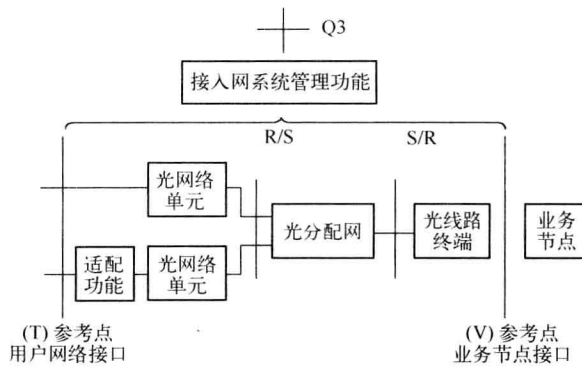 Q3
接入网系统管理功能
R/S
S/R
光网络
单元
光分配网
光线路
终端
业务
节点
适配
功能
光网络
单元
(T) 参考点
用户网络接口
(V) 参考点
业务节点接口